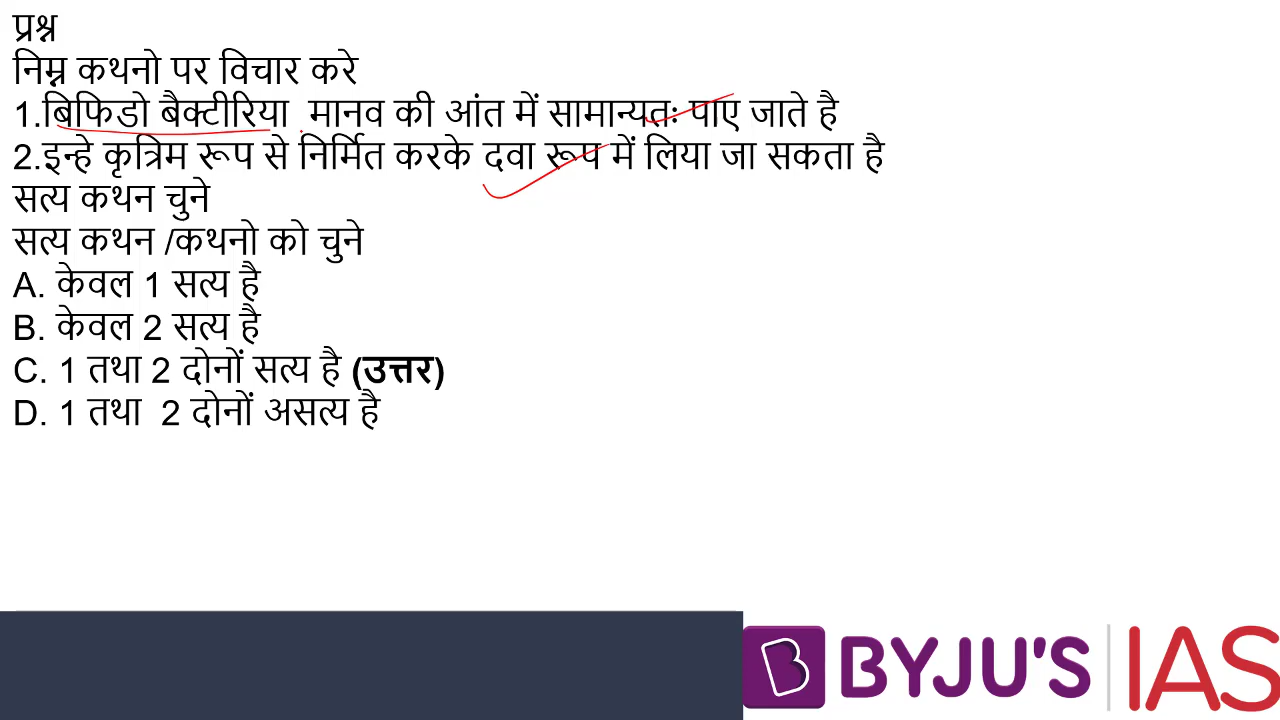 प्रश्न
निम्न कथनो पर विचार करे
1.बिफिडो बैक्टीरिया मानव की आंत में सामान्यतः पाए जाते है
2.इन्हे कृत्रिम रूप से निर्मित करके दवा रूप में लिया जा सकता है
सत्य कथन चुने
सत्य कथन /कथनो को चुने
A. केवल 1 सत्य है
B. केवल 2 सत्य है
C. 1 तथा 2 दोनों सत्य है (उत्तर)
D. 1 तथा 2 दोनों असत्य है
BYJU'S IAS